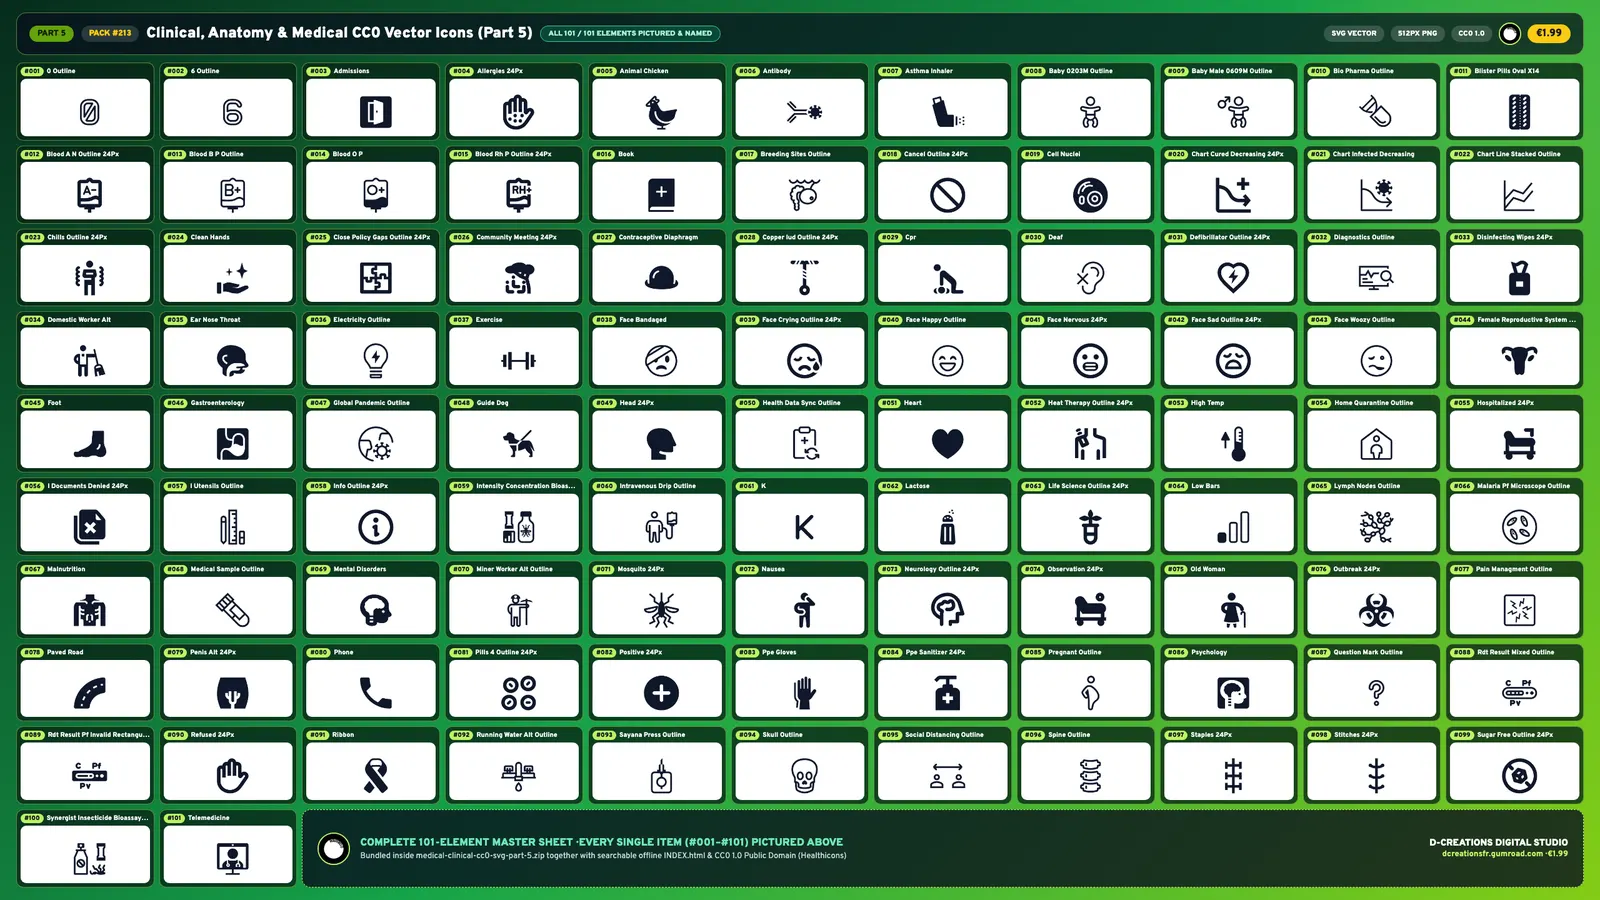 PART 5 PACK #213 Clinical, Anatomy & Medical CC0 Vector Icons (Part 5) ALL 101 / 101 ELEMENTS PICTURED & NAMED SVG VECTOR 512PX PNG CC0 1.0 €1.99
#001 0 Outline #002 6 Outline #003 Admissions #004 Allergies 24Px #005 Animal Chicken #006 Antibody #007 Asthma Inhaler #008 Baby 0203M Outline #009 Baby Male 0609M Outline #010 Bio Pharma Outline #011 Blister Pills Oval X14
0 6
#012 Blood A N Outline 24Px #013 Blood B P Outline #014 Blood O P #015 Blood Rh P Outline 24Px #016 Book #017 Breeding Sites Outline #018 Cancel Outline 24Px #019 Cell Nuclei #020 Chart Cured Decreasing 24Px #021 Chart Infected Decreasing #022 Chart Line Stacked Outline
A- B+ O+ RH+
#023 Chills Outline 24Px #024 Clean Hands #025 Close Policy Gaps Outline 24Px #026 Community Meeting 24Px #027 Contraceptive Diaphragm #028 Copper Iud Outline 24Px #029 Cpr #030 Deaf #031 Defibrillator Outline 24Px #032 Diagnostics Outline #033 Disinfecting Wipes 24Px
#034 Domestic Worker Alt #035 Ear Nose Throat #036 Electricity Outline #037 Exercise #038 Face Bandaged #039 Face Crying Outline 24Px #040 Face Happy Outline #041 Face Nervous 24Px #042 Face Sad Outline 24Px #043 Face Woozy Outline #044 Female Reproductive System ...
#045 Foot #046 Gastroenterology #047 Global Pandemic Outline #048 Guide Dog #049 Head 24Px #050 Health Data Sync Outline #051 Heart #052 Heat Therapy Outline 24Px #053 High Temp #054 Home Quarantine Outline #055 Hospitalized 24Px
#056 I Documents Denied 24Px #057 I Utensils Outline #058 Info Outline 24Px #059 Intensity Concentration Bioas... #060 Intravenous Drip Outline #061 K #062 Lactose #063 Life Science Outline 24Px #064 Low Bars #065 Lymph Nodes Outline #066 Malaria Pf Microscope Outline
i K
#067 Malnutrition #068 Medical Sample Outline #069 Mental Disorders #070 Miner Worker Alt Outline #071 Mosquito 24Px #072 Nausea #073 Neurology Outline 24Px #074 Observation 24Px #075 Old Woman #076 Outbreak 24Px #077 Pain Managment Outline
#078 Paved Road #079 Penis Alt 24Px #080 Phone #081 Pills 4 Outline 24Px #082 Positive 24Px #083 Ppe Gloves #084 Ppe Sanitizer 24Px #085 Pregnant Outline #086 Psychology #087 Question Mark Outline #088 Rdt Result Mixed Outline
? C Pf
Pv
#089 Rdt Result Pf Invalid Rectangu... #090 Refused 24Px #091 Ribbon #092 Running Water Alt Outline #093 Sayana Press Outline #094 Skull Outline #095 Social Distancing Outline #096 Spine Outline #097 Staples 24Px #098 Stitches 24Px #099 Sugar Free Outline 24Px
C Pf
Pv
#100 Synergist Insecticide Bioassay... #101 Telemedicine
COMPLETE 101-ELEMENT MASTER SHEET · EVERY SINGLE ITEM (#001-#101) PICTURED ABOVE
Bundled inside medical-clinical-cc0-svg-part-5.zip together with searchable offline INDEX.html & CC0 1.0 Public Domain (Healthicons)
D-CREATIONS DIGITAL STUDIO
dcreationsfr.gumroad.com · €1.99